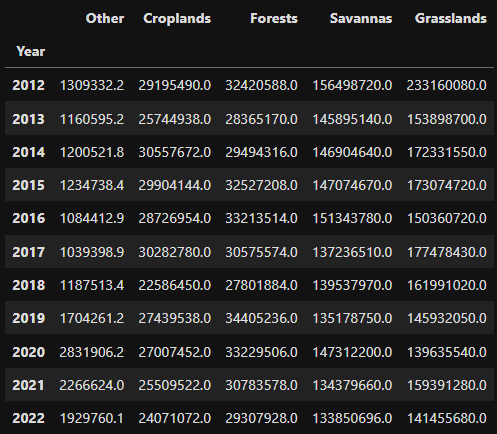 Other Croplands Forests Savannas Grasslands
Year
2012 1309332.2 29195490.0 32420588.0 156498720.0 233160080.0
2013 1160595.2 25744938.0 28365170.0 145895140.0 153898700.0
2014 1200521.8 30557672.0 29494316.0 146904640.0 172331550.0
2015 1234738.4 29904144.0 32527208.0 147074670.0 173074720.0
2016 1084412.9 28726954.0 33213514.0 151343780.0 150360720.0
2017 1039398.9 30282780.0 30575574.0 137236510.0 177478430.0
2018 1187513.4 22586450.0 27801884.0 139537970.0 161991020.0
2019 1704261.2 27439538.0 34405236.0 135178750.0 145932050.0
2020 2831906.2 27007452.0 33229506.0 147312200.0 139635540.0
2021 2266624.0 25509522.0 30783578.0 134379660.0 159391280.0
2022 1929760.1 24071072.0 29307928.0 133850696.0 141455680.0